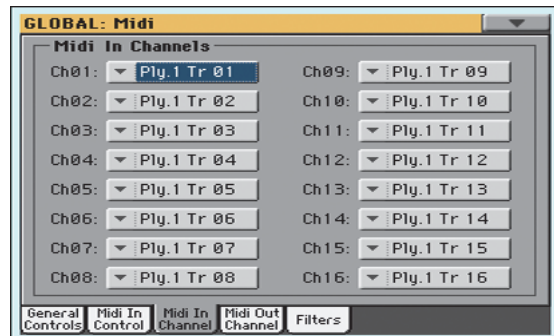 GLOBAL: Midi
Midi In Channels
Ch01: Ply.1 Tr 01
Ch02: Ply.1 Tr 02
Ch03: Ply.1 Tr 03
Ch04: Ply.1 Tr 04
Ch05: Ply.1 Tr 05
Ch06: Ply.1 Tr 06
Ch07: Ply.1 Tr 07
Ch08: Ply.1 Tr 08
Ch09: Ply.1 Tr 09
Ch10: Ply.1 Tr 10
Ch11: Ply.1 Tr 11
Ch12: Ply.1 Tr 12
Ch13: Ply.1 Tr 13
Ch14: Ply.1 Tr 14
Ch15: Ply.1 Tr 15
Ch16: Ply.1 Tr 16
General
Controls
Midi In
Control
Midi In
Channel
Midi Out
Channel
Filters